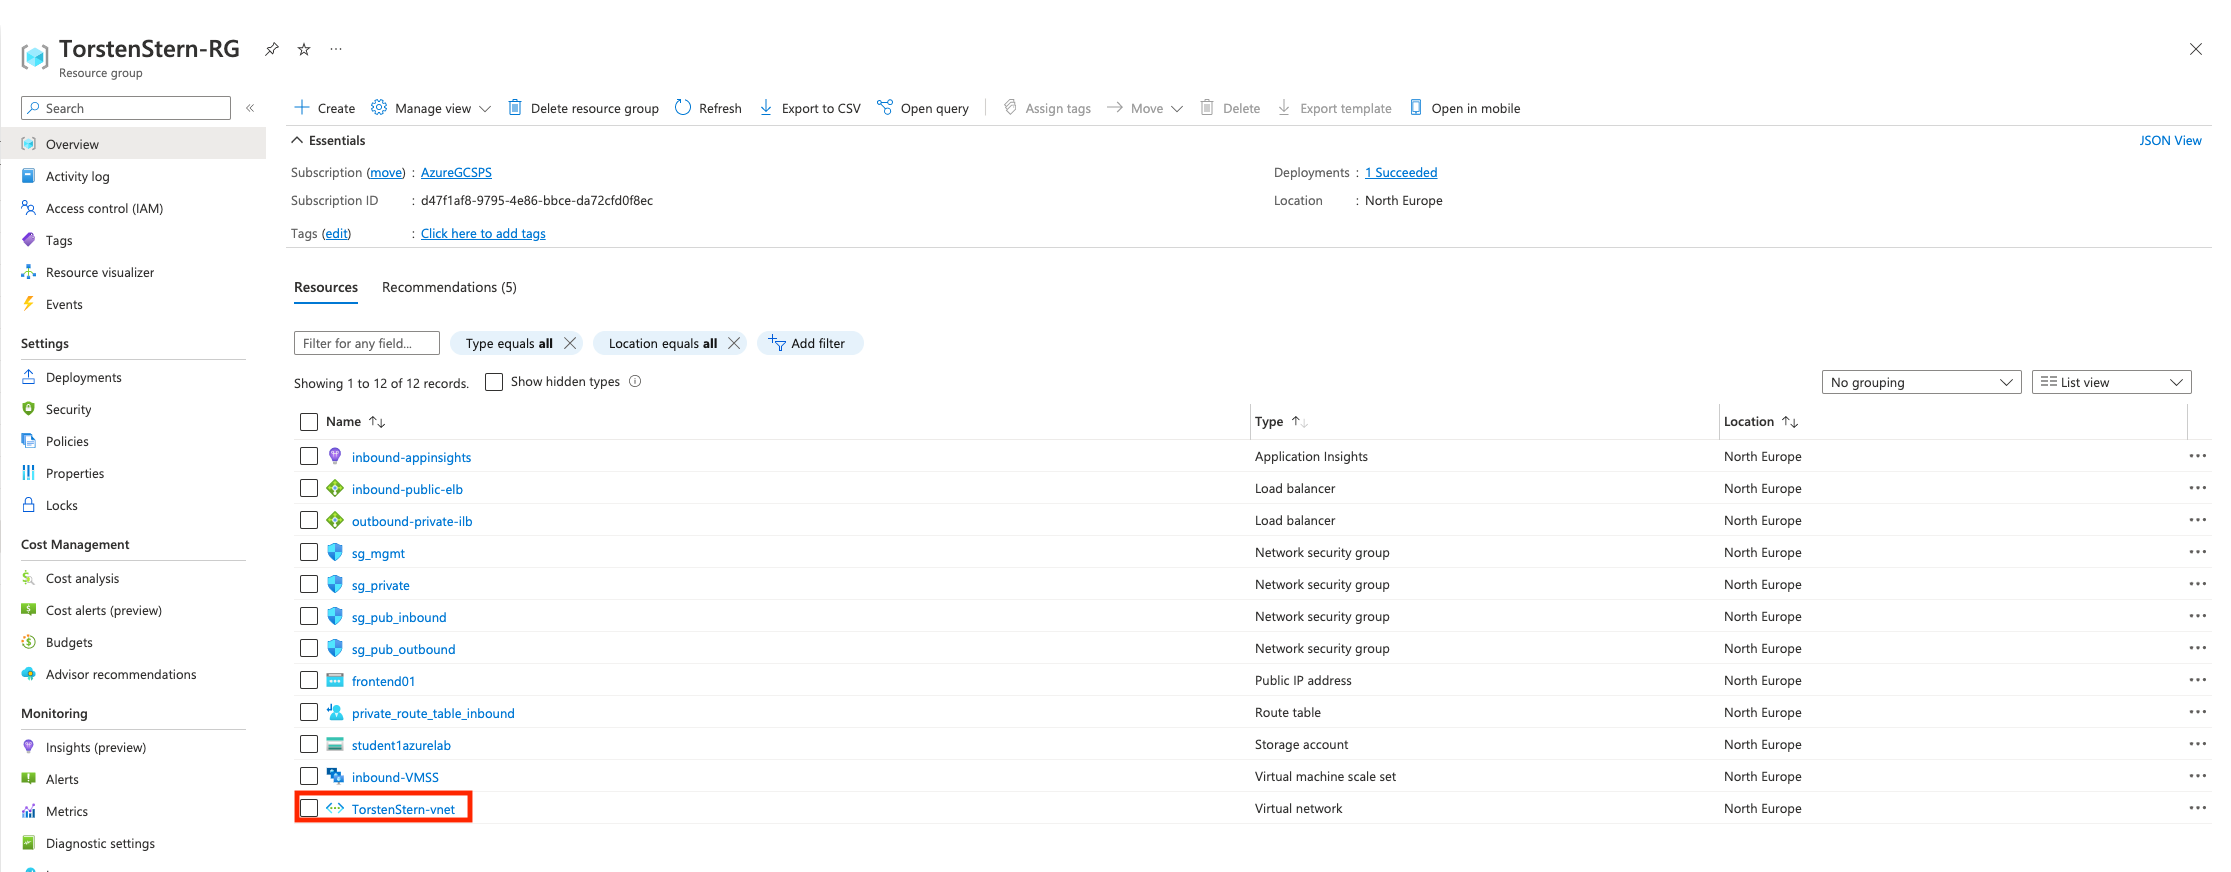 TorstenStern-RG
Resource group
Search
Overview
Activity log
Access control (IAM)
Tags
Resource visualizer
Events
Settings
Deployments
Security
Policies
Properties
Locks
Cost Management
Cost analysis
Cost alerts (preview)
Budgets
Advisor recommendations
Monitoring
Insights (preview)
Alerts
Metrics
Diagnostic settings
Create Manage view Delete resource group Refresh Export to CSV Open query Assign tags Move Delete Export template Open in mobile
Essentials JSON View
Subscription (move) : AzureGCSPS Deployments : 1 Succeeded
Subscription ID : d47f1af8-9795-4e86-bbce-da72cfd0f8ec Location : North Europe
Tags (edit) : Click here to add tags
Resources Recommendations (5)
Filter for any field... Type equals all Location equals all Add filter
Showing 1 to 12 of 12 records. Show hidden types No grouping List view
Name Type Location
inbound-appinsights Application Insights North Europe
inbound-public-elb Load balancer North Europe
outbound-private-ilb Load balancer North Europe
sg_mgmt Network security group North Europe
sg_private Network security group North Europe
sg_pub_inbound Network security group North Europe
sg_pub_outbound Network security group North Europe
frontend01 Public IP address North Europe
private_route_table_inbound Route table North Europe
student1azurelab Storage account North Europe
inbound-VMSS Virtual machine scale set North Europe
TorstenStern-vnet Virtual network North Europe